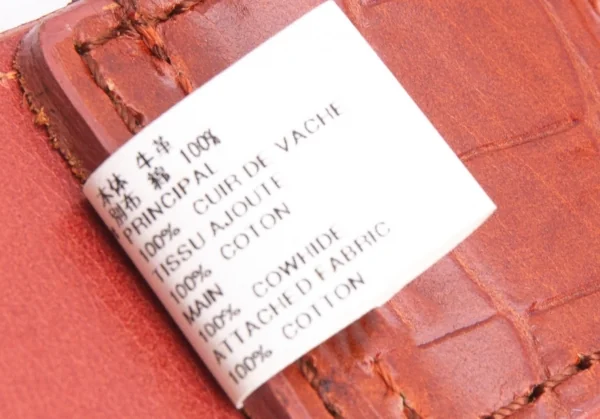 本体 牛革
別布 綿 100%
PRINCIPAL
100% CUIR DE VACHE
TISSU AJOUTE
100% COTON
MAIN
100% COWHIDE
ATTACHED FABRIC
100% COTTON